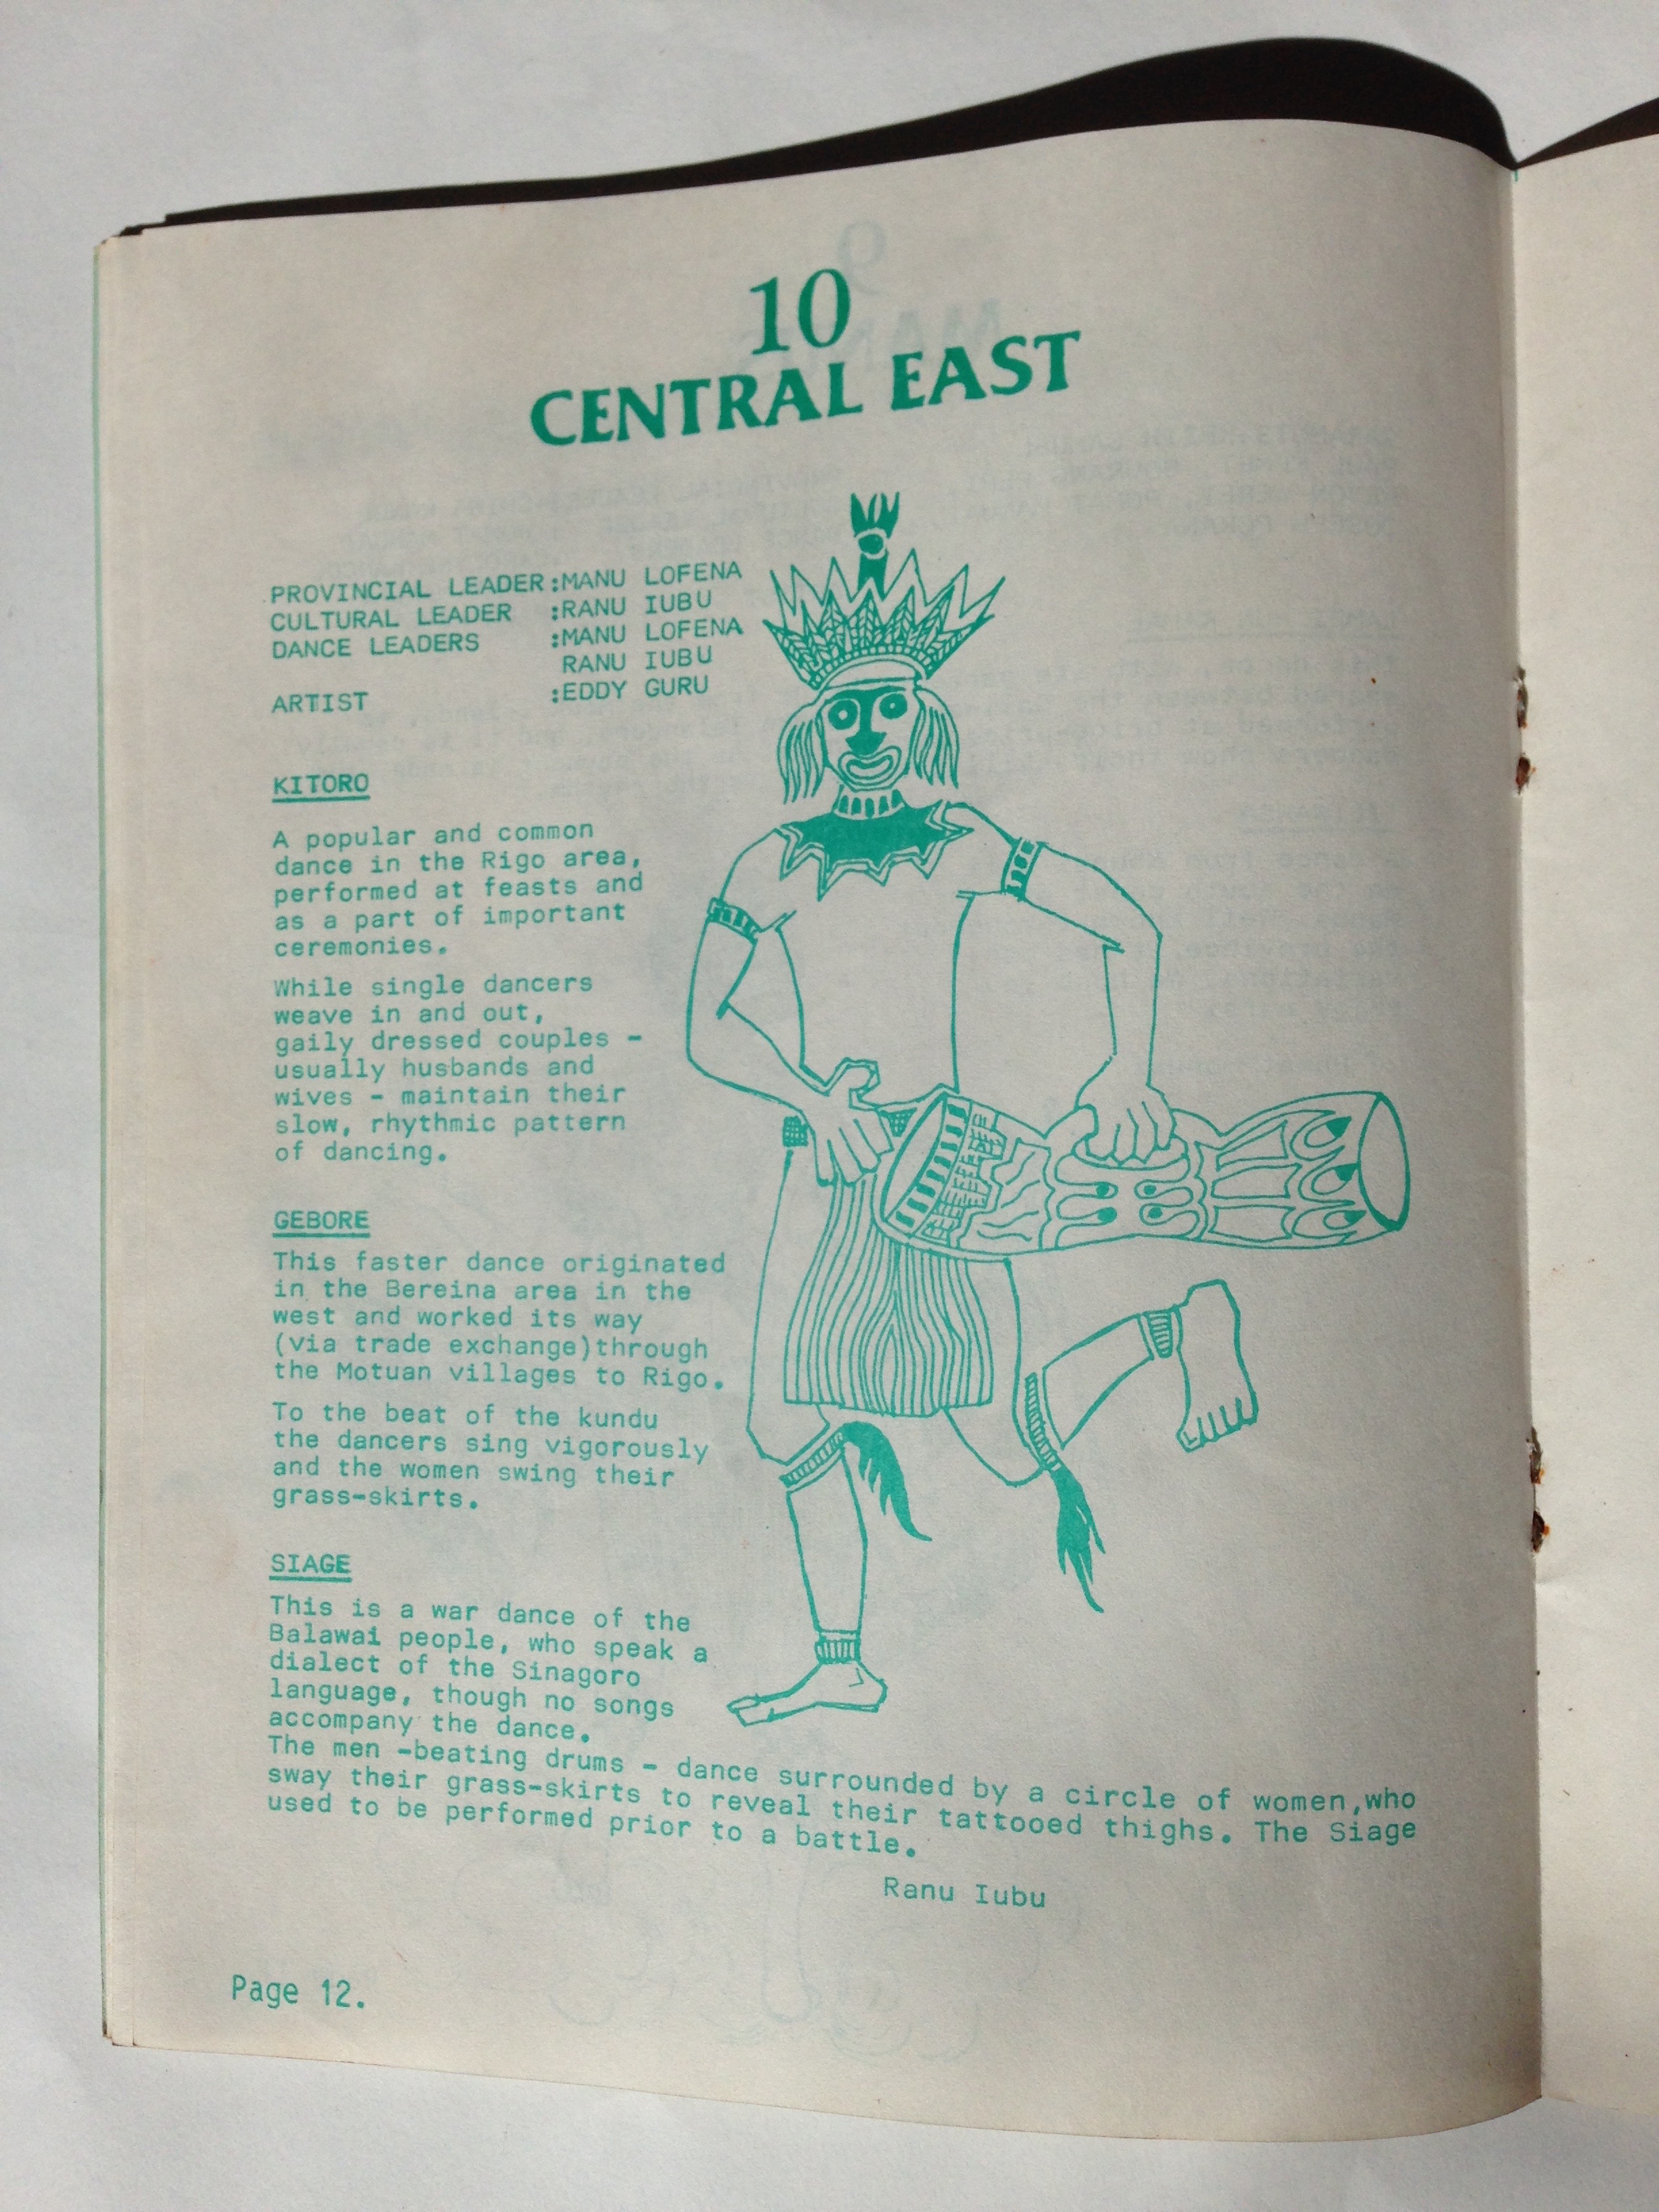 10
CENTRAL EAST
PROVINCIAL LEADER:MANU LOFENA
CULTURAL LEADER :RANU IUBU
DANCE LEADERS :MANU LOFENA
RANU IUBU
ARTIST :EDDY GURU
KITORO
A popular and common
dance in the Rigo area,
performed at feasts and
as a part of important
ceremonies.
While single dancers
weave in and out,
gaily dressed couples -
usually husbands and
wives - maintain their
slow, rhythmic pattern
of dancing.
GEBORE
This faster dance originated
in the Bereina area in the
west and worked its way
(via trade exchange)through
the Motuan villages to Rigo.
To the beat of the kundu
the dancers sing vigorously
and the women swing their
grass-skirts.
SIAGE
This is a war dance of the
Balawai people, who speak a
dialect of the Sinagoro
language, though no songs
accompany the dance.
The men -beating drums - dance surrounded by a circle of women,who
sway their grass-skirts to reveal their tattooed thighs. The Siage
used to be performed prior to a battle.
Ranu Iubu
Page 12.